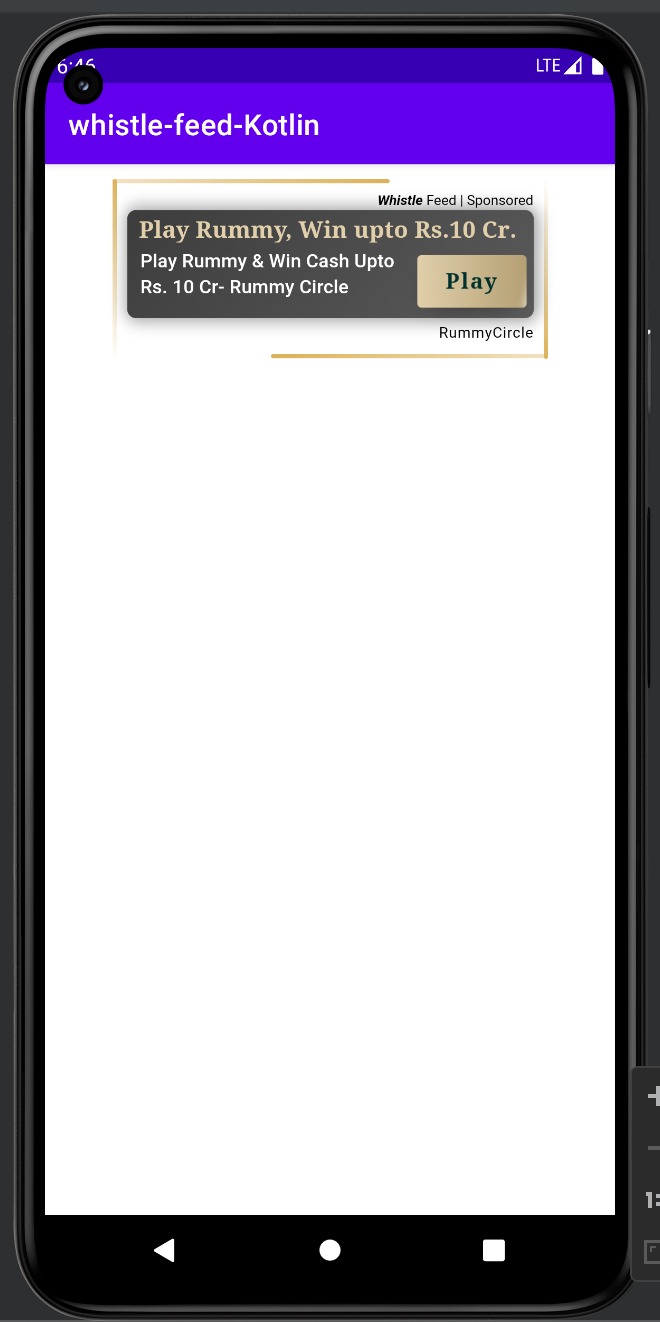 6:46
LTE
whistle-feed-Kotlin
Whistle Feed | Sponsored
Play Rummy, Win upto Rs.10 Cr.
Play Rummy & Win Cash Upto
Rs. 10 Cr- Rummy Circle
Play
RummyCircle